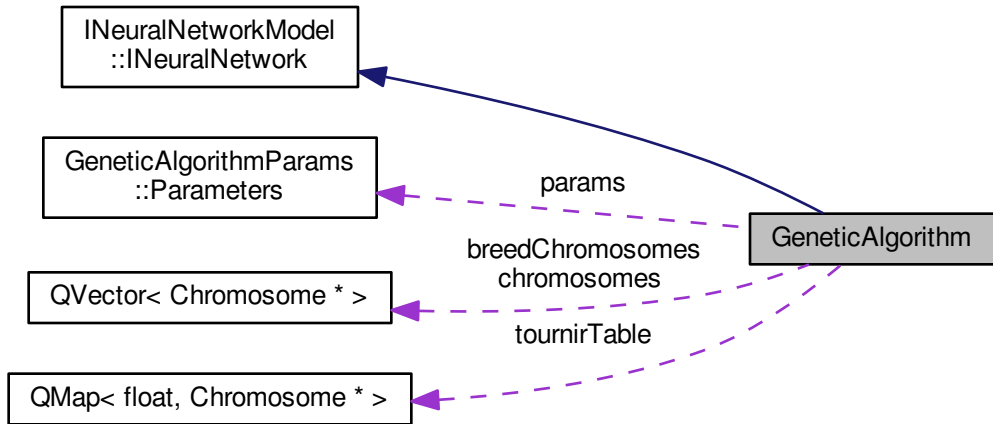 INeuralNetworkModel
::INeuralNetwork
GeneticAlgorithmParams
::Parameters
params
GeneticAlgorithm
breedChromosomes
chromosomes
QVector< Chromosome * >
tournirTable
QMap< float, Chromosome * >